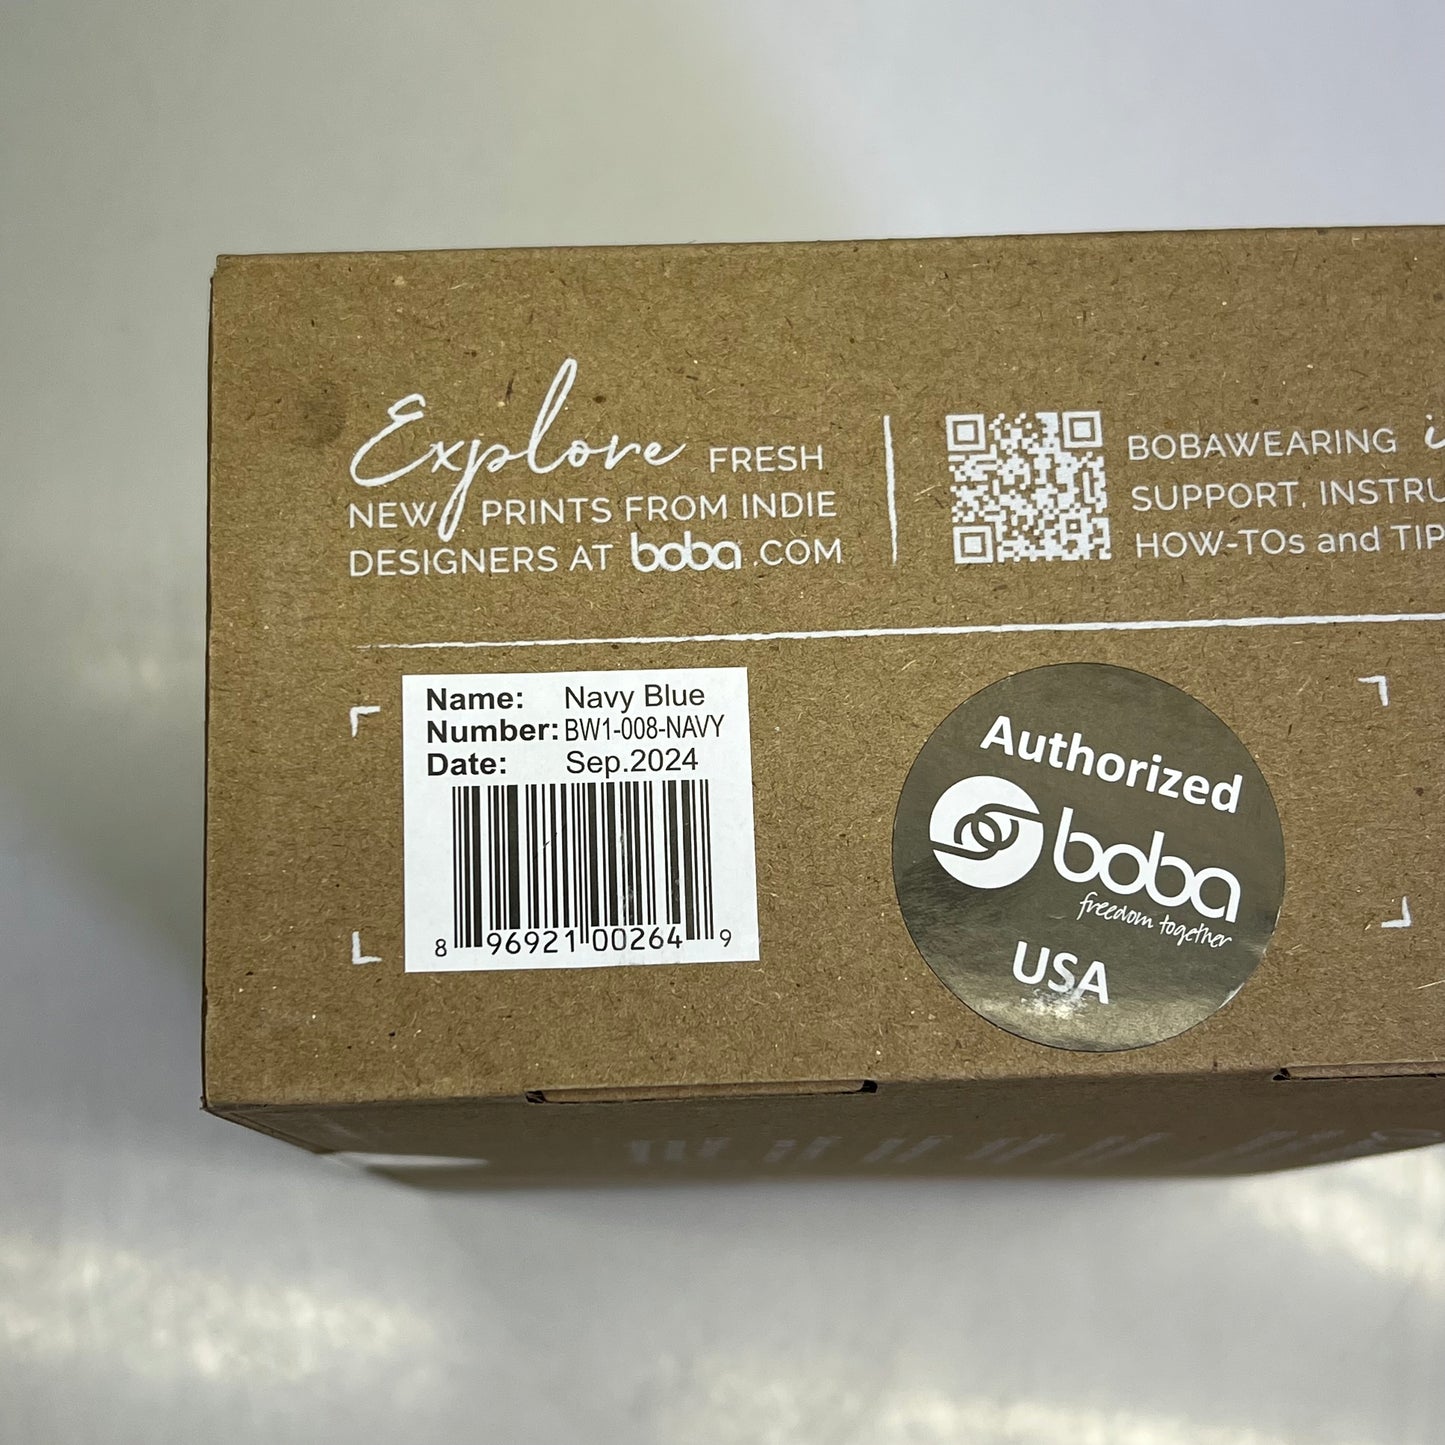 Explore FRESH
NEW PRINTS FROM INDIE
DESIGNERS AT boba.COM
BOBAWEARING
SUPPORT, INSTRU
HOW-TOs and TIP
Name: Navy Blue
Number: BW1-008-NAVY
Date: Sep.2024
8 96921 00264 9
Authorized
boba
freedom together
USA